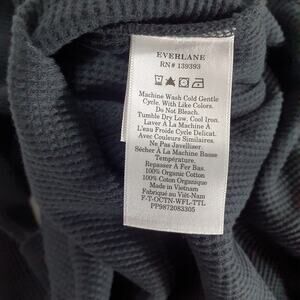 EVERLANE
RN# 139393
Machine Wash Cold Gentle
Cycle. With Like Colors.
Do Not Bleach.
Tumble Dry Low. Cool Iron.
Laver À La Machine À
L'eau Froide Cycle Delicat.
Avec Couleurs Similaires.
Ne Pas Javelliser.
Sécher À La Machine Basse
Température.
Repasser À Fer Bas.
100% Organic Cotton
100% Coton Organique
Made in Vietnam
Fabriqué au Viêt-Nam
F-T-OCTN-WFL-TTL
PP9872083305